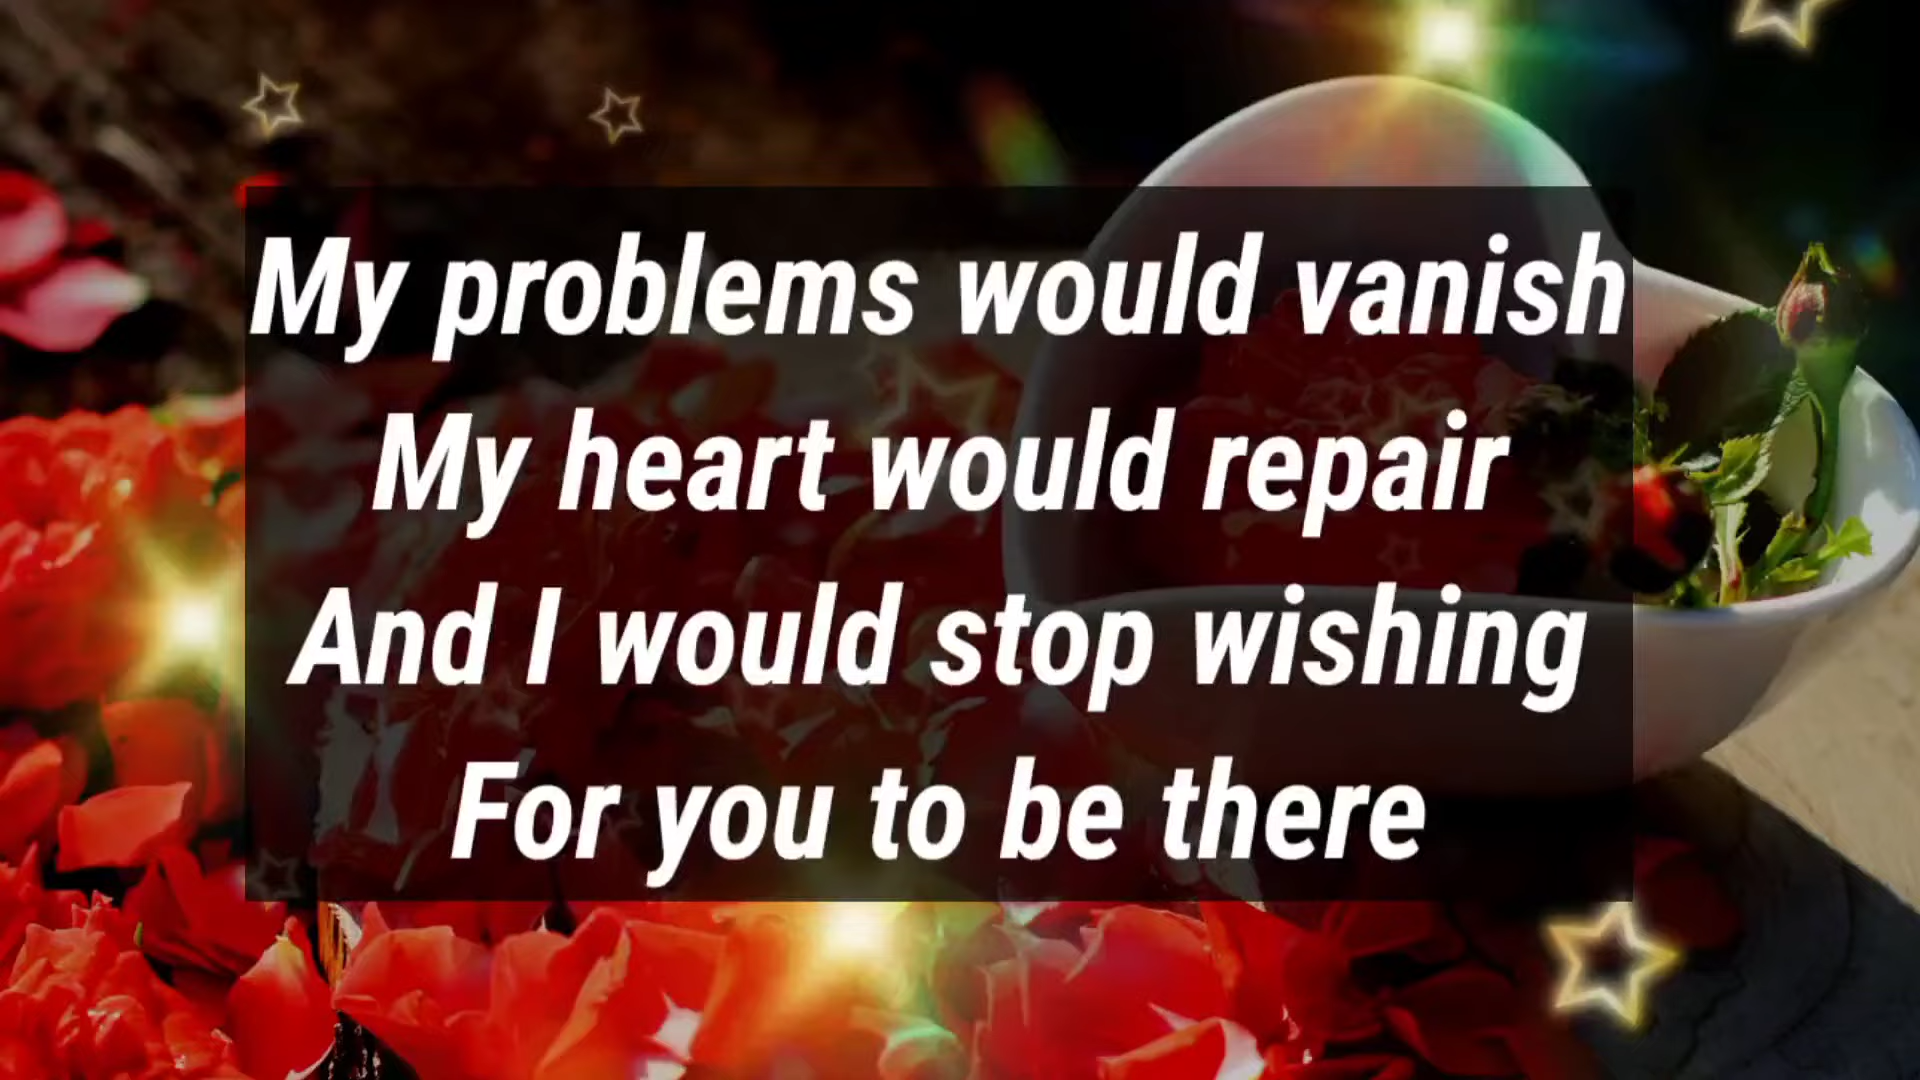 My problems would vanish
My heart would repair
And I would stop wishing
For you to be there